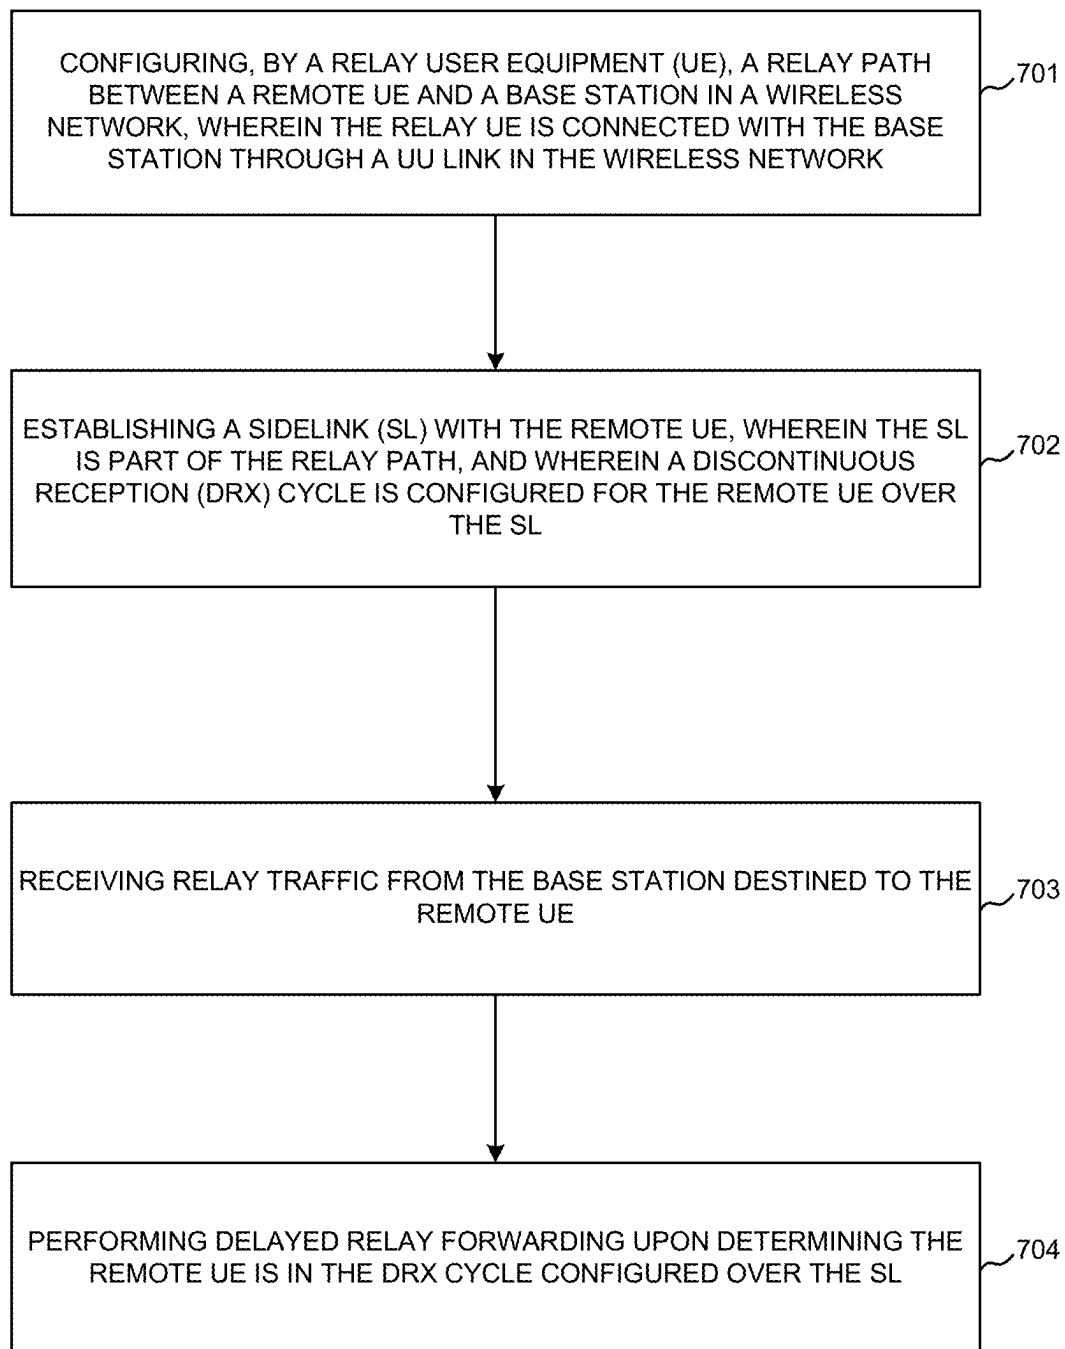 CONFIGURING, BY A RELAY USER EQUIPMENT (UE), A RELAY PATH
BETWEEN A REMOTE UE AND A BASE STATION IN A WIRELESS
NETWORK, WHEREIN THE RELAY UE IS CONNECTED WITH THE BASE
STATION THROUGH A UU LINK IN THE WIRELESS NETWORK
701
ESTABLISHING A SIDELINK (SL) WITH THE REMOTE UE, WHEREIN THE SL
IS PART OF THE RELAY PATH, AND WHEREIN A DISCONTINUOUS
RECEPTION (DRX) CYCLE IS CONFIGURED FOR THE REMOTE UE OVER
THE SL
702
RECEIVING RELAY TRAFFIC FROM THE BASE STATION DESTINED TO THE
REMOTE UE
703
PERFORMING DELAYED RELAY FORWARDING UPON DETERMINING THE
REMOTE UE IS IN THE DRX CYCLE CONFIGURED OVER THE SL
704